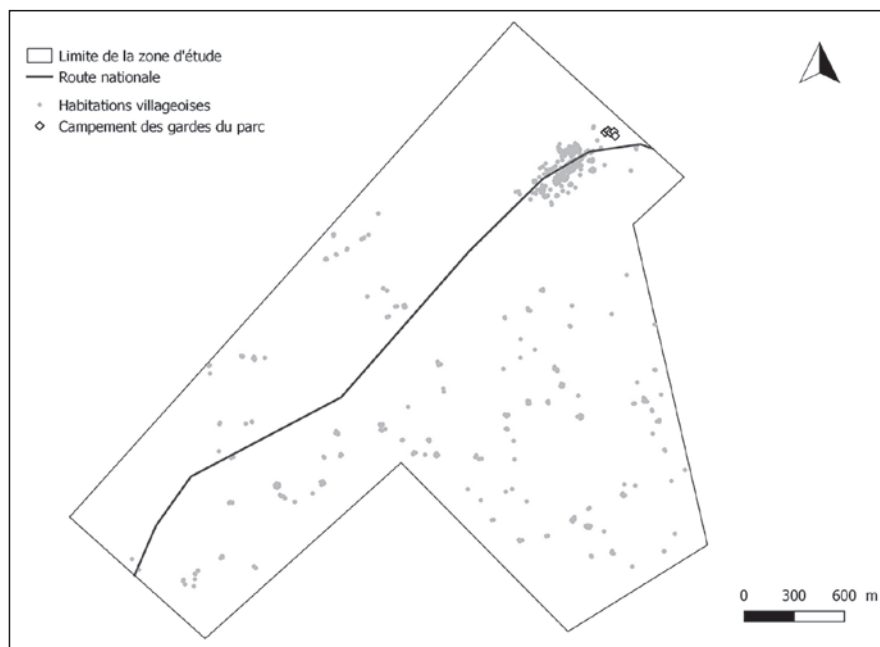 Limite de la zone d'étude
Route nationale
Habitations villageoises
Campement des gardes du parc
0 300 600 m